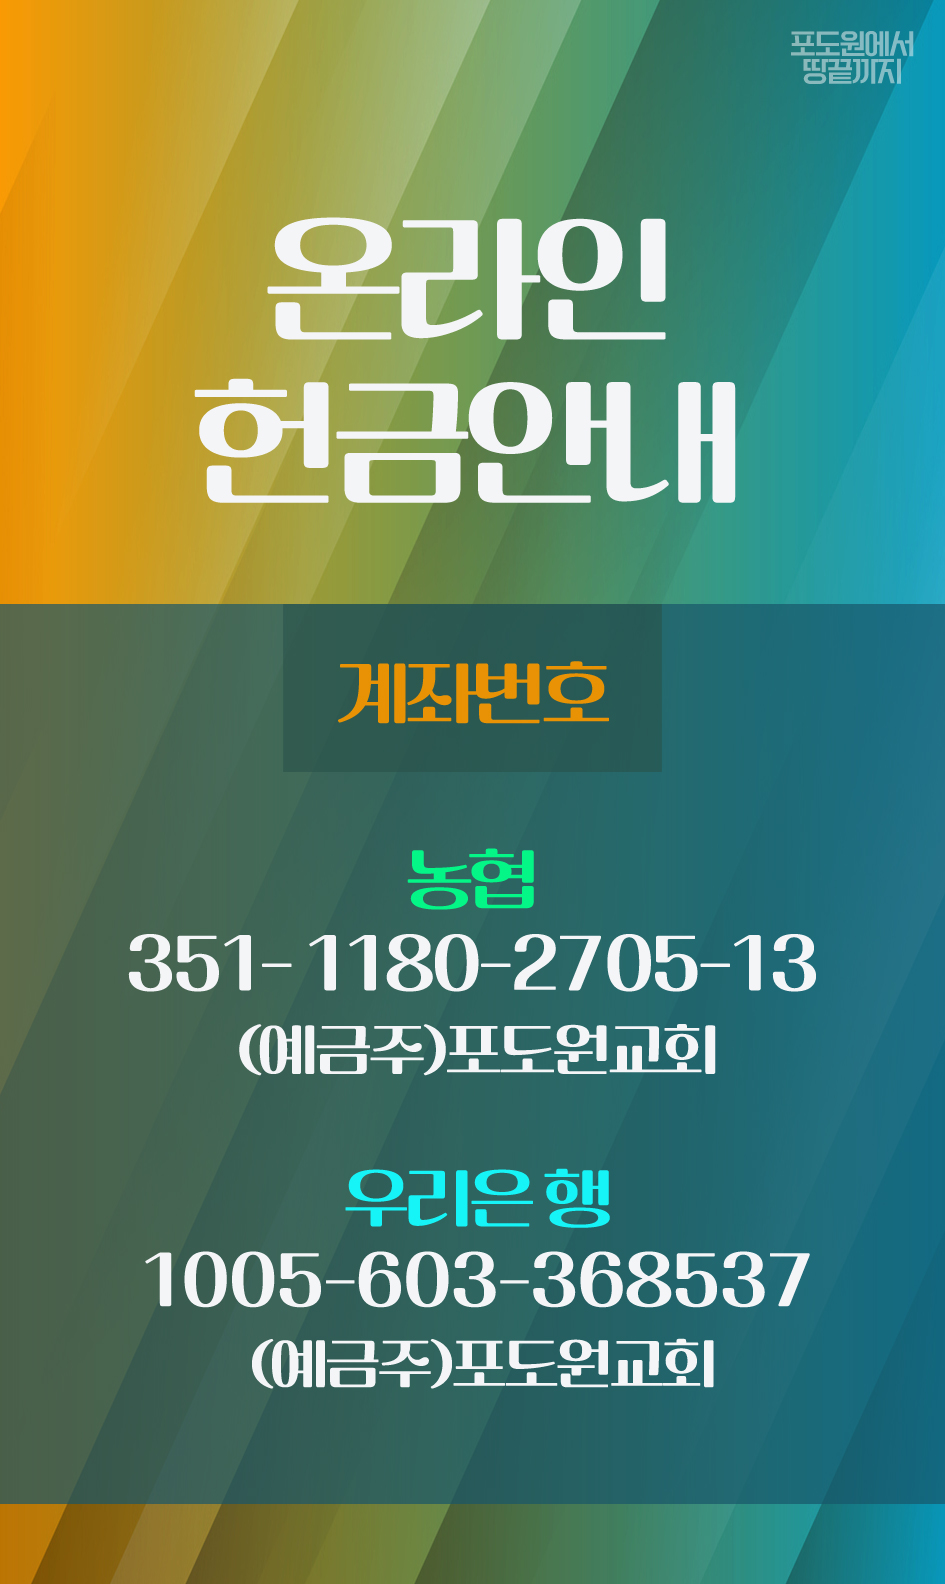 포도원에서
땅끝까지
온라인
헌금안내
계좌번호
농협
351- 1180-2705-13
(예금주)포도원교회
우리은행
1005-603-368537
(예금주)포도원교회